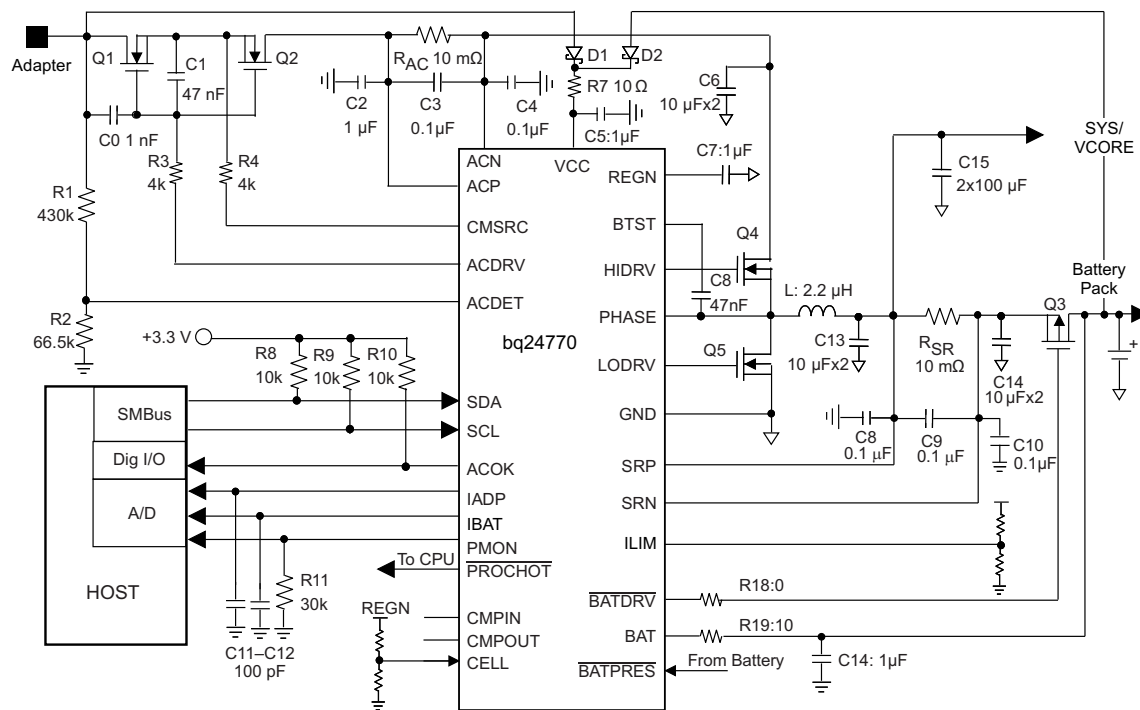 Adapter
Q1
C1
47 nF
Q2
RAC 10 mΩ
C0 1 nF
C2
1 µF
C3
0.1µF
C4
0.1µF
D1
D2
R7 10 Ω
C5:1µF
C6
10 µFx2
C7:1µF
SYS/
VCORE
C15
2x100 µF
R1
430k
R3
4k
R4
4k
R2
66.5k
ACN
ACP
CMSRC
ACDRV
ACDET
SDA
SCL
ACOK
IADP
IBAT
PMON
PROCHOT
CMPIN
CMPOUT
CELL
VCC
bq24770
REGN
BTST
HIDRV
PHASE
LODRV
GND
SRP
SRN
ILIM
BATDRV
BAT
BATPRES
Q4
C8
47nF
L: 2.2 µH
Q5
C13
10 µFx2
RSR
10 mΩ
C14
10 µFx2
Q3
Battery
Pack
+
C8
0.1 µF
C9
0.1 µF
C10
0.1µF
R18:0
R19:10
C14: 1µF
From Battery
+3.3 V
R8
10k
R9
10k
R10
10k
SMBus
Dig I/O
A/D
HOST
To CPU
R11
30k
REGN
C11–C12
100 pF